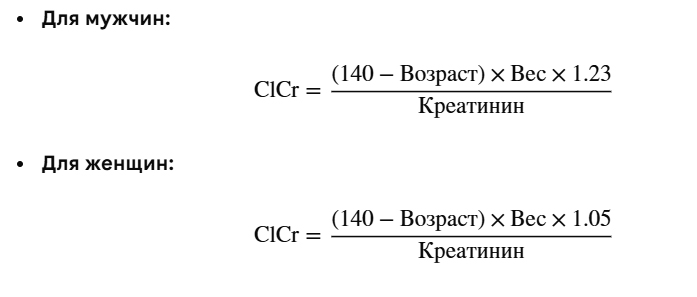 • Для мужчин:
ClCr = (140 − Возраст) × Вес × 1.23
Креатинин
• Для женщин:
ClCr = (140 − Возраст) × Вес × 1.05
Креатинин